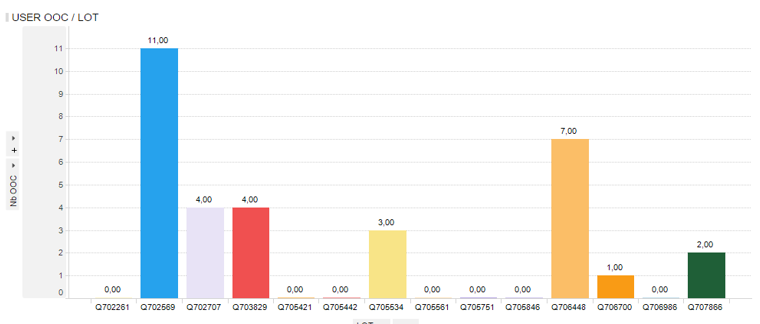 USER OOC / LOT
Nb OOC
+
11
10
9
8
7
6
5
4
3
2
1
0
0,00
11,00
4,00
4,00
0,00
0,00
3,00
0,00
0,00
0,00
7,00
1,00
0,00
2,00
Q702261
Q702569
Q702707
Q703829
Q705421
Q705442
Q705534
Q705561
Q705751
Q705846
Q706448
Q706700
Q706986
Q707866